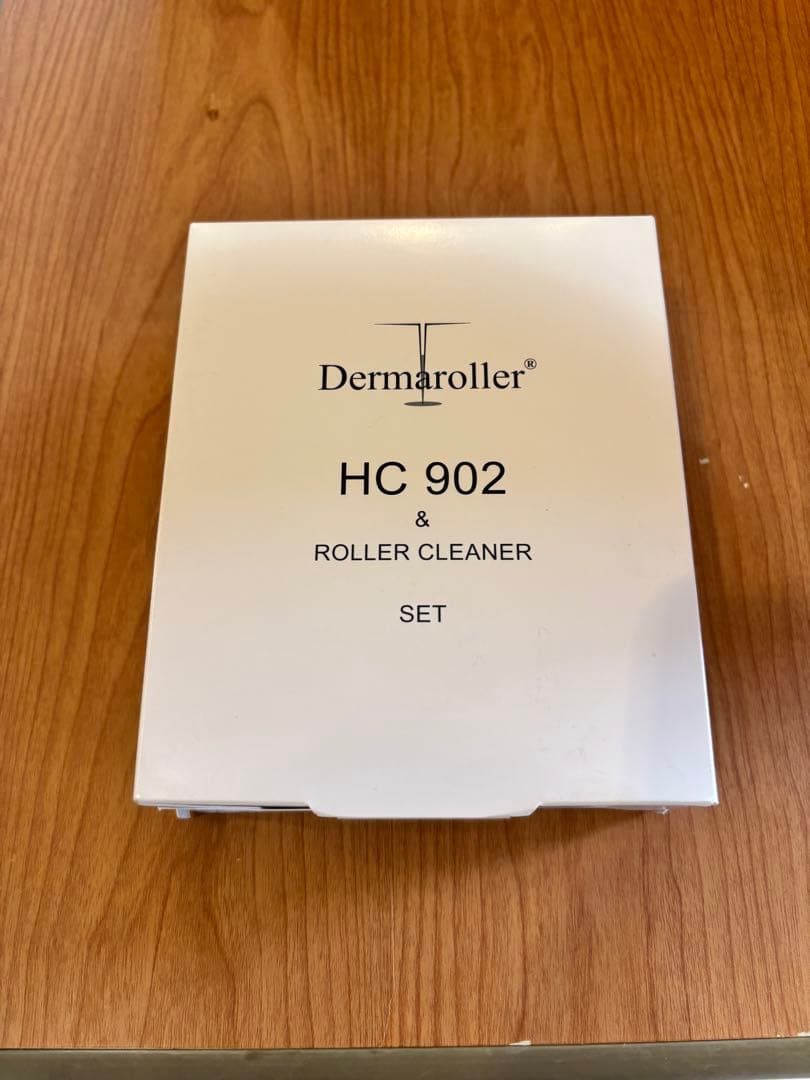 Dermaroller®
HC 902
&
ROLLER CLEANER
SET